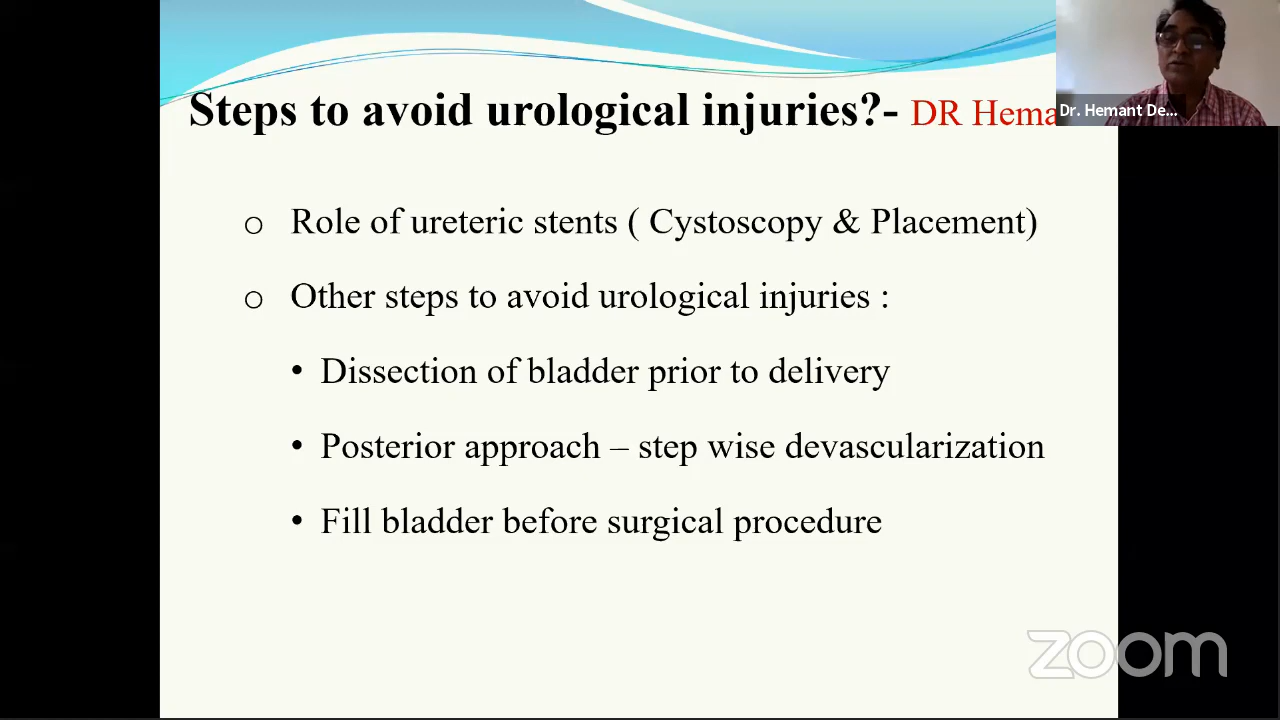 Steps to avoid urological injuries?- DR Hema
Dr. Hemant De...
o Role of ureteric stents ( Cystoscopy & Placement)
o Other steps to avoid urological injuries :
• Dissection of bladder prior to delivery
• Posterior approach – step wise devascularization
• Fill bladder before surgical procedure
zoom